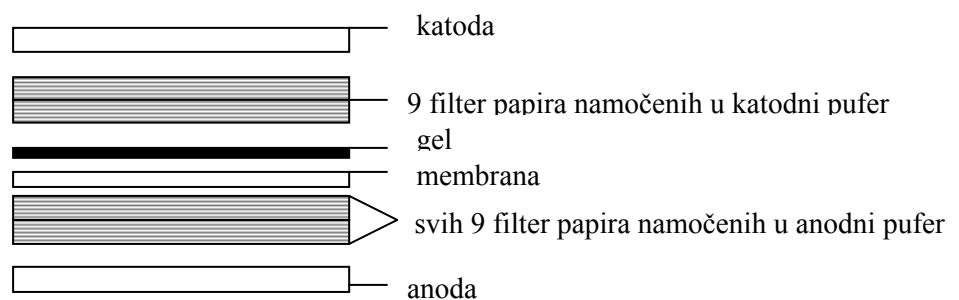 katoda
9 filter papira namočenih u katodni pufer
gel
membrana
svih 9 filter papira namočenih u anodni pufer
anoda